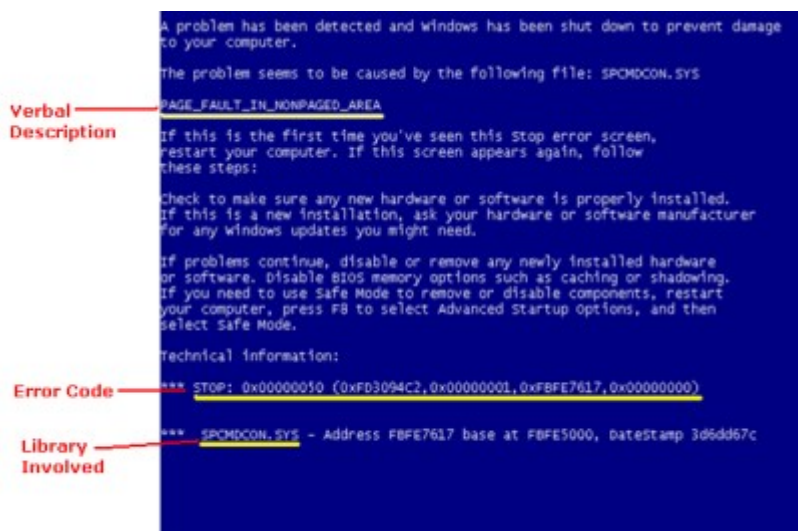 A problem has been detected and Windows has been shut down to prevent damage
to your computer.
The problem seems to be caused by the following file: SPCMDCON.SYS
Verbal
Description
PAGE_FAULT_IN_NONPAGED_AREA
If this is the first time you've seen this Stop error screen,
restart your computer. If this screen appears again, follow
these steps:
Check to make sure any new hardware or software is properly installed.
If this is a new installation, ask your hardware or software manufacturer
for any Windows updates you might need.
If problems continue, disable or remove any newly installed hardware
or software. Disable BIOS memory options such as caching or shadowing.
If you need to use Safe Mode to remove or disable components, restart
your computer, press F8 to select Advanced Startup Options, and then
select Safe Mode.
Technical information:
Error Code
*** STOP: 0x00000050 (0xFD3094C2,0x00000001,0xFBFE7617,0x00000000)
Library
Involved
*** SPCMDCON.SYS - Address FBFE7617 base at FBFE5000, DateStamp 3d6dd67c